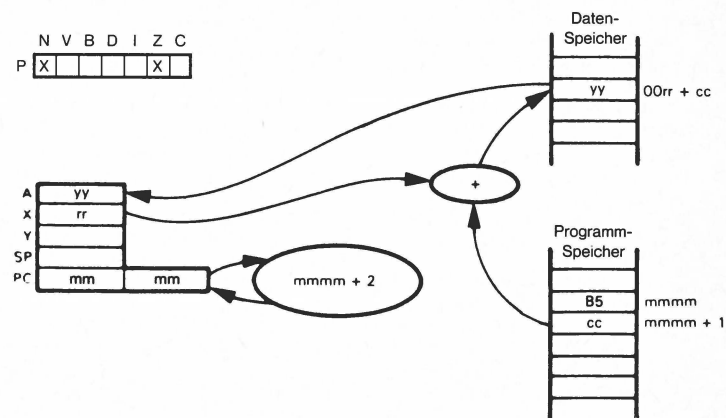 N V B D I Z C
P X X
Daten-
Speicher
yy 00rr + cc
+
A yy
X rr
Y
SP
PC mm mm
mmmm + 2
Programm-
Speicher
B5 mmmm
cc mmmm + 1